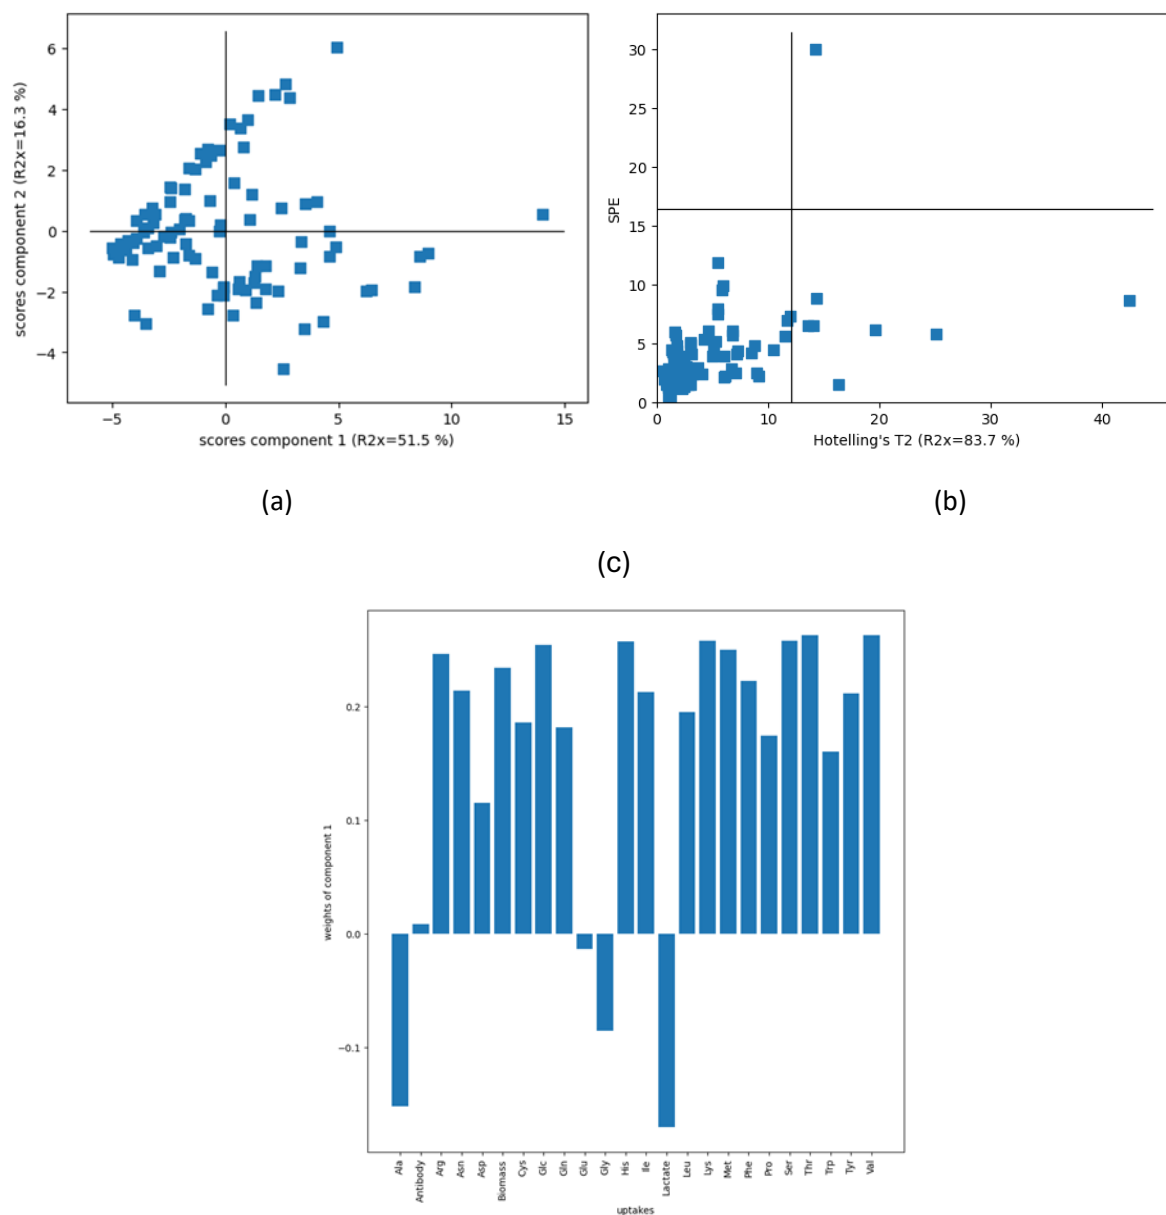 6
4
2
0
−2
−4
scores component 2 (R2x=16.3 %)
−5
0
5
10
15
scores component 1 (R2x=51.5 %)
30
25
20
15
10
5
0
SPE
0
10
20
30
40
Hotelling's T2 (R2x=83.7 %)
(a)
(b)
(c)
0.2
0.1
0.0
−0.1
weights of component 1
Ala
Antibody
Arg
Asn
Asp
Biomass
Cys
Glc
Gln
Glu
Gly
His
Ile
Lactate
Leu
Lys
Met
Phe
Pro
Ser
Thr
Trp
Tyr
Val
uptakes